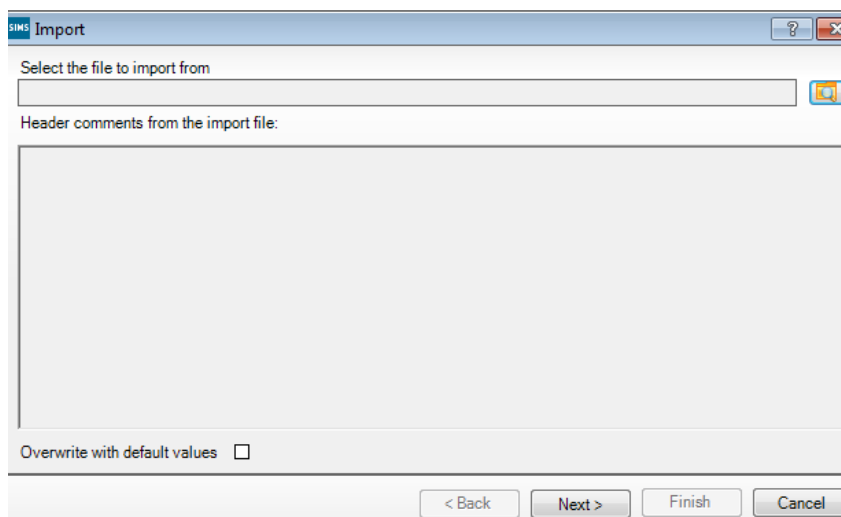 SIMS Import ?
Select the file to import from
Header comments from the import file:
Overwrite with default values
< Back Next > Finish Cancel